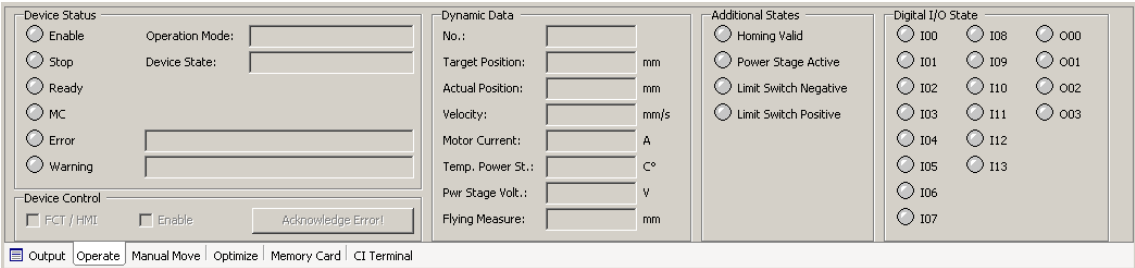 Device Status
Enable Operation Mode:
Stop Device State:
Ready
MC
Error
Warning
Device Control
FCT / HMI Enable Acknowledge Error!
Dynamic Data
No.:
Target Position: mm
Actual Position: mm
Velocity: mm/s
Motor Current: A
Temp. Power St.: C°
Pwr Stage Volt.: V
Flying Measure: mm
Additional States
Homing Valid
Power Stage Active
Limit Switch Negative
Limit Switch Positive
Digital I/O State
I00 I08 O00
I01 I09 O01
I02 I10 O02
I03 I11 O03
I04 I12
I05 I13
I06
I07
Output Operate Manual Move Optimize Memory Card CI Terminal